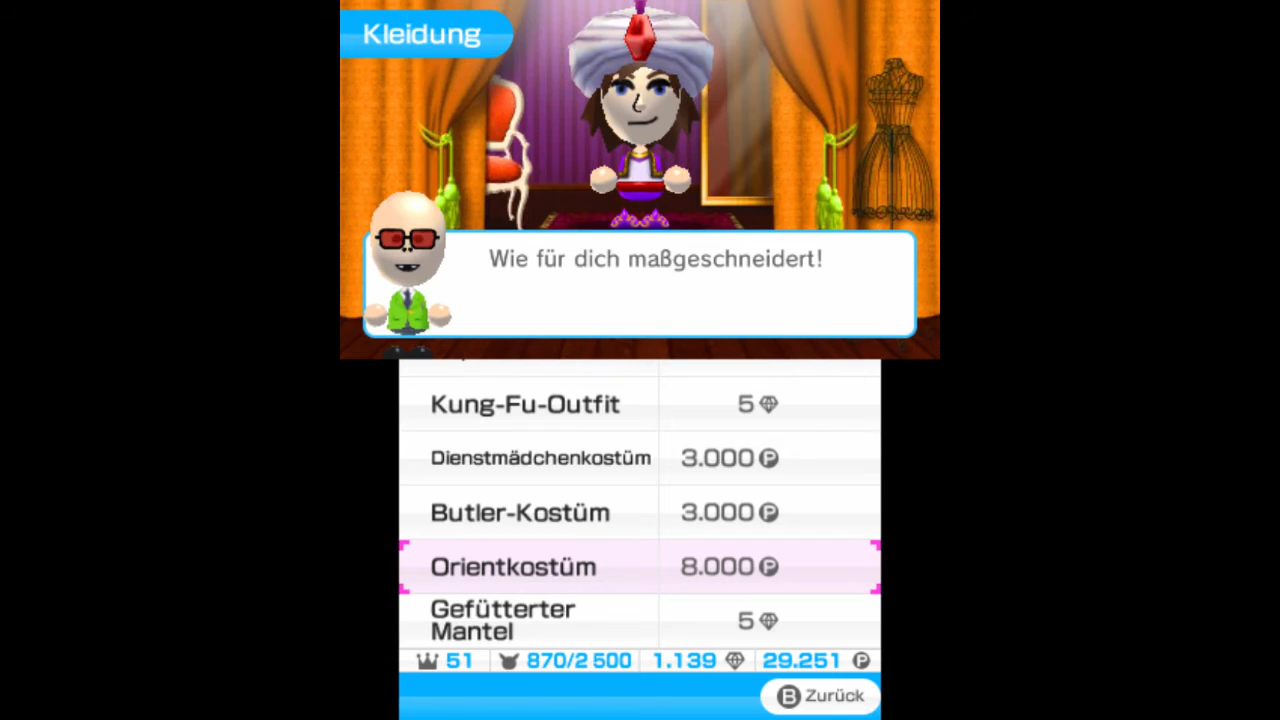 Kleidung
Wie für dich maßgeschneidert!
Kung-Fu-Outfit 5
Dienstmädchenkostüm 3.000 P
Butler-Kostüm 3.000 P
Orientkostüm 8.000 P
Gefütterter
Mantel 5
51 870/2 500 1.139 29.251 P
B Zurück